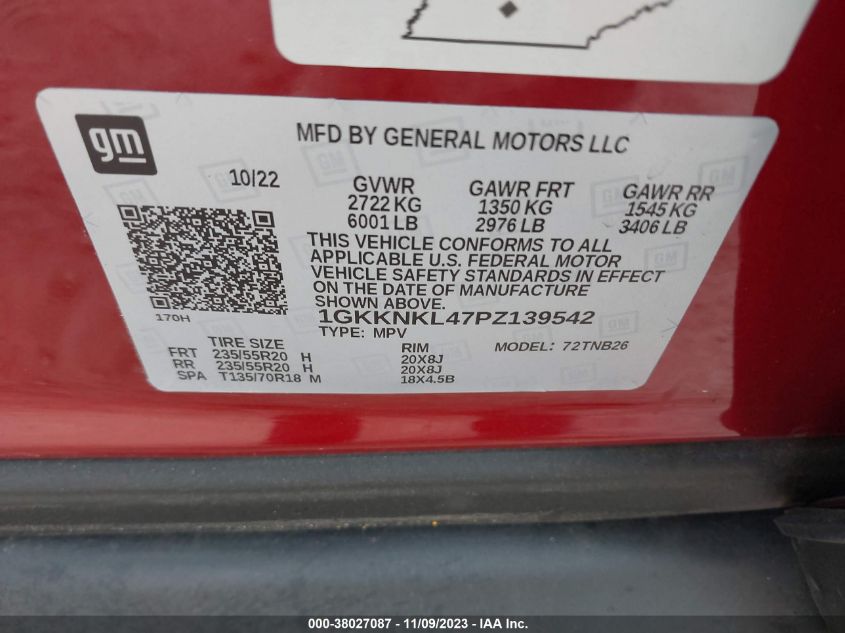 gm
MFD BY GENERAL MOTORS LLC
10/22
GVWR
2722 KG
6001 LB
GAWR FRT
1350 KG
2976 LB
GAWR RR
1545 KG
3406 LB
THIS VEHICLE CONFORMS TO ALL
APPLICABLE U.S. FEDERAL MOTOR
VEHICLE SAFETY STANDARDS IN EFFECT
ON THE DATE OF MANUFACTURE
SHOWN ABOVE.
170H
1GKKNKL47PZ139542
TYPE: MPV
MODEL: 72TNB26
TIRE SIZE
RIM
FRT 235/55R20 H 20X8J
RR 235/55R20 H 20X8J
SPA T135/70R18 M 18X4.5B
000-38027087 - 11/09/2023 - IAA Inc.